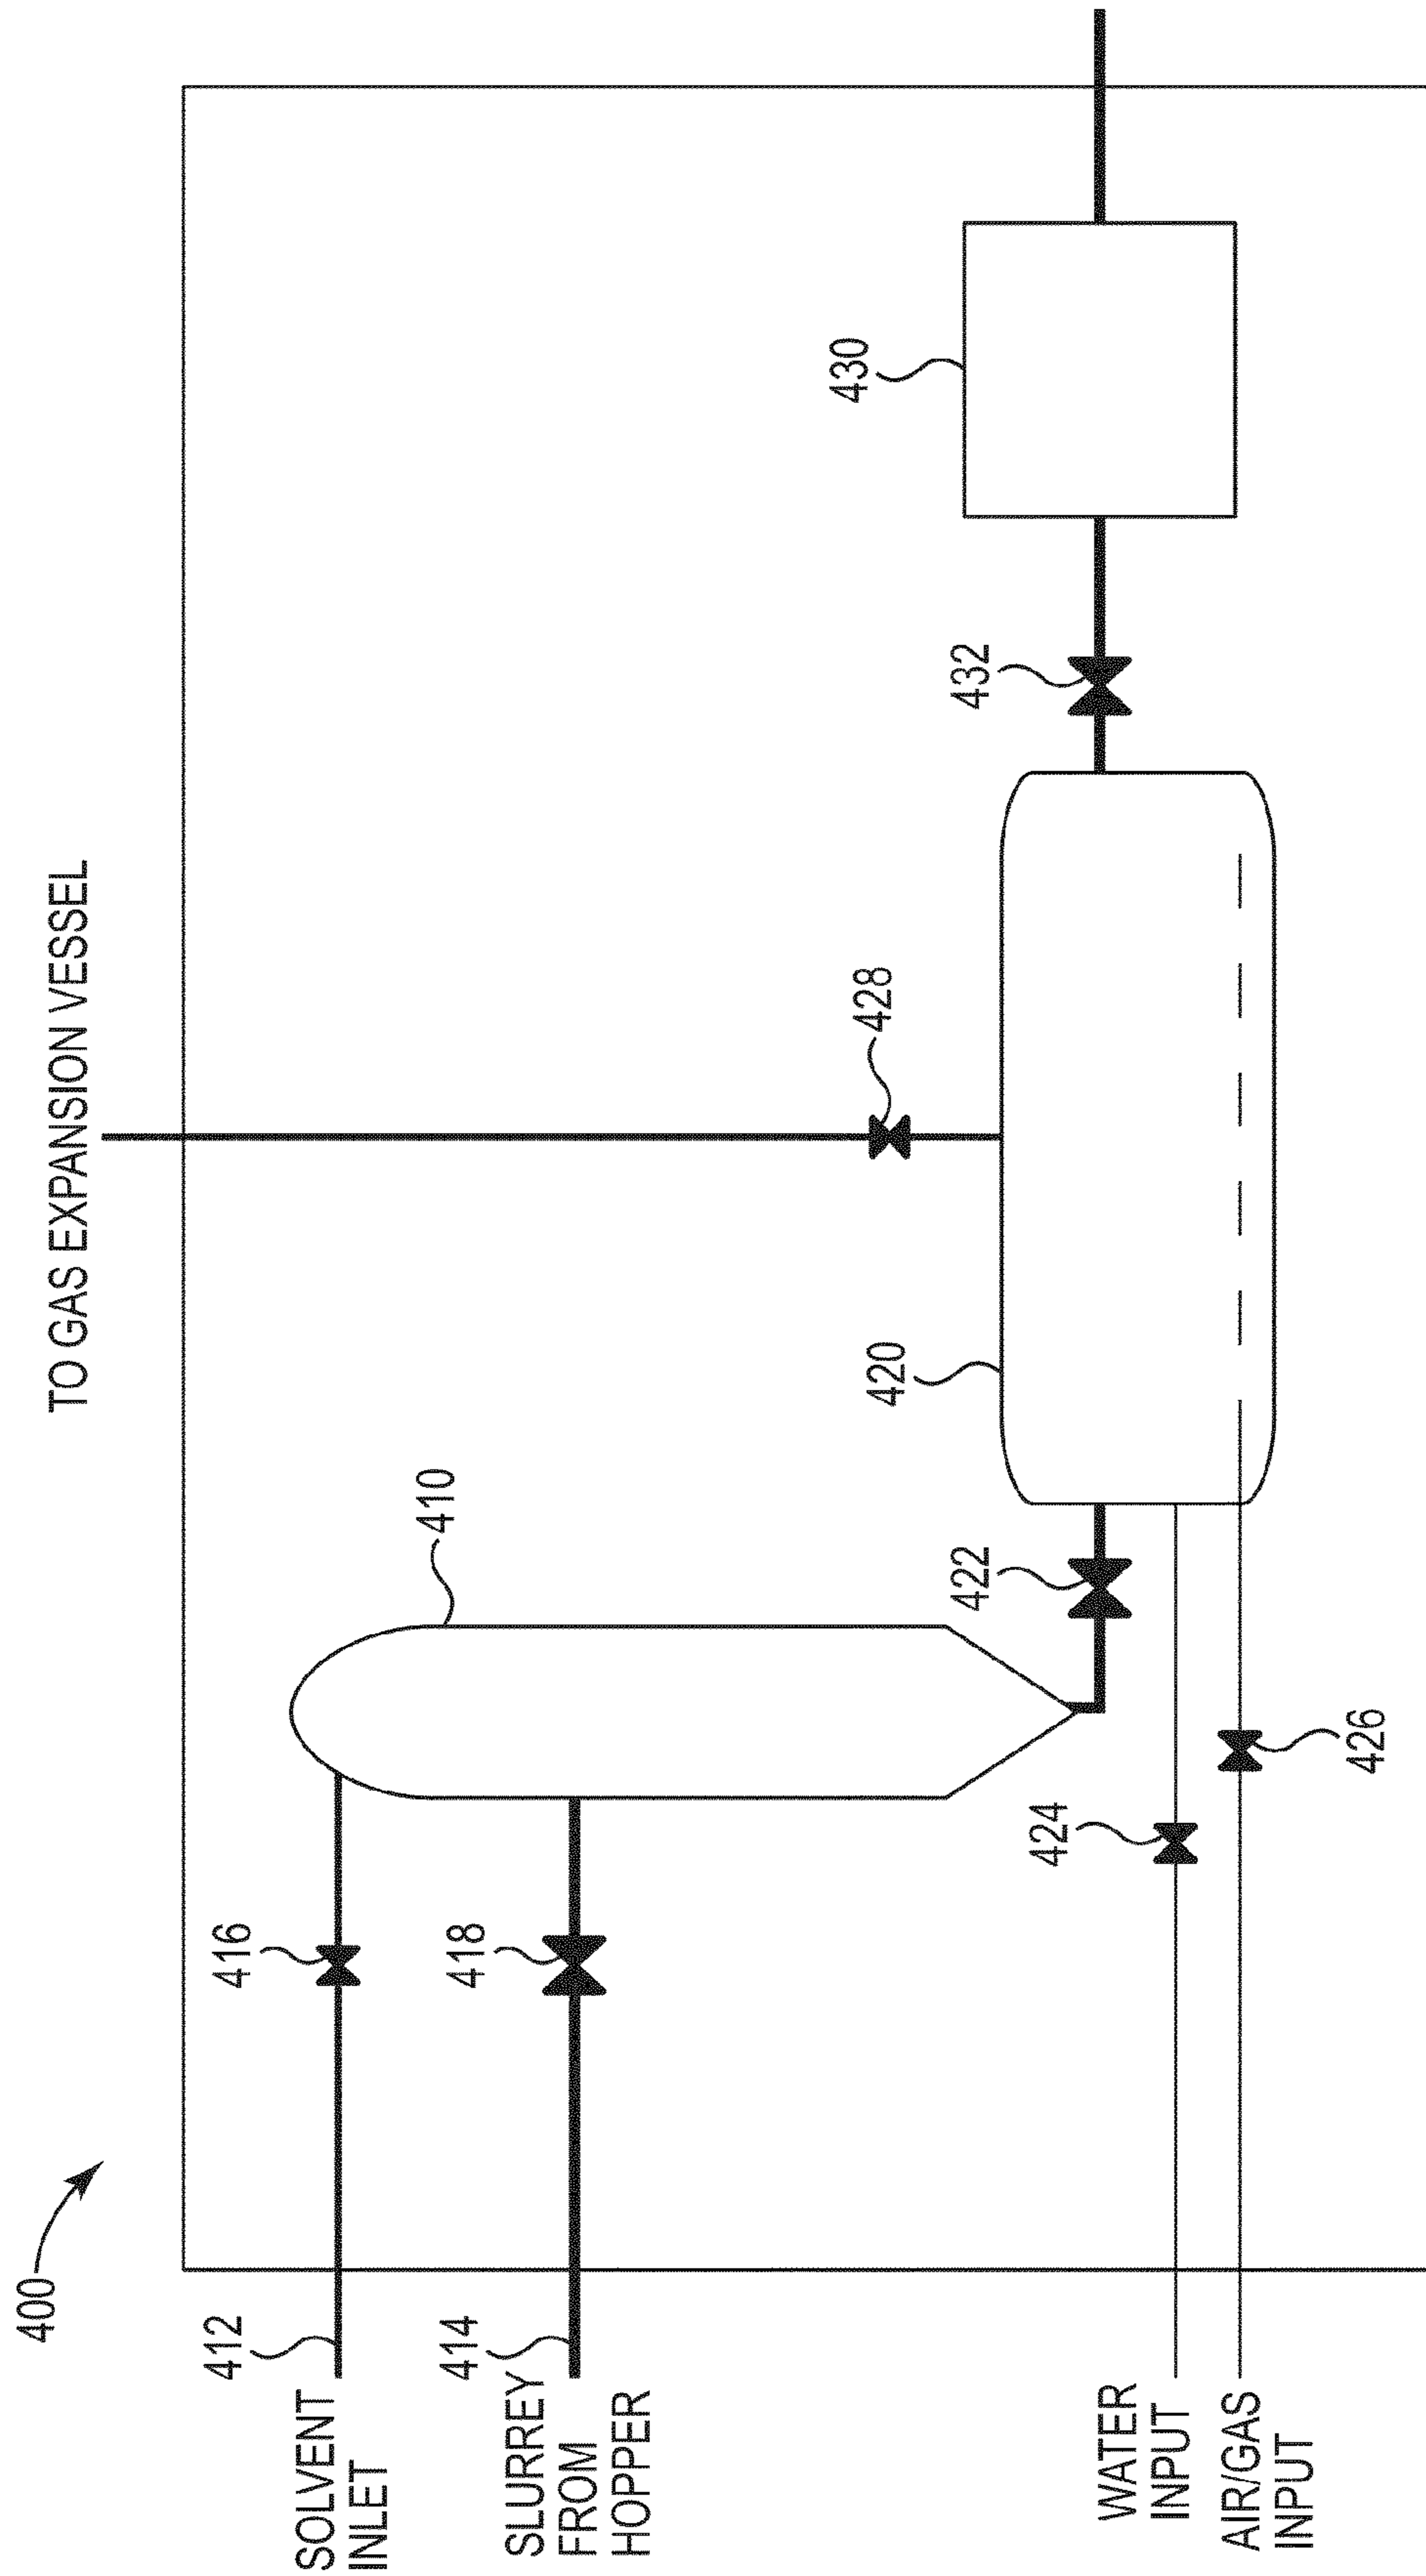 400
TO GAS EXPANSION VESSEL
412
SOLVENT
INLET
416
410
414
SLURREY
FROM
HOPPER
418
420
428
430
422
432
424
WATER
INPUT
AIR/GAS
INPUT
426